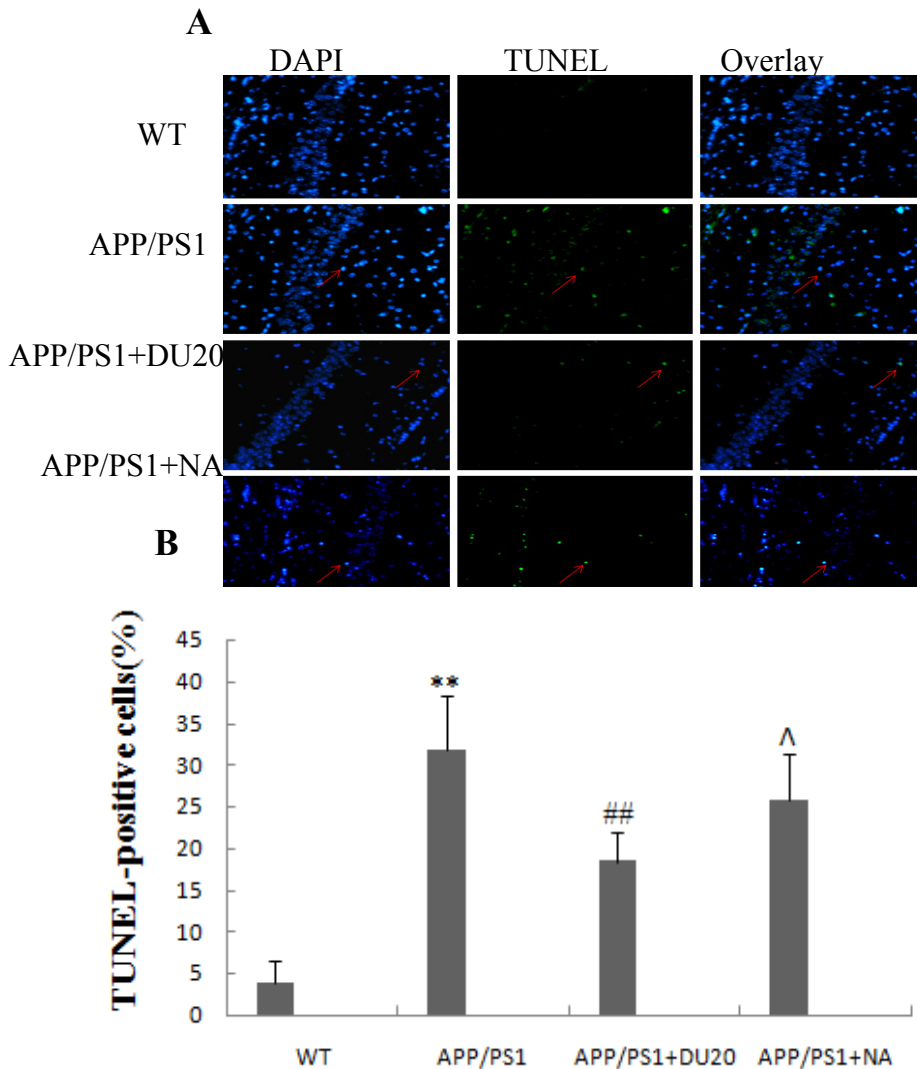 A
DAPI TUNEL Overlay
WT
APP/PS1
APP/PS1+DU20
APP/PS1+NA
B
TUNEL-positive cells(%)
45
40
35
30
25
20
15
10
5
0
**
##
^
WT APP/PS1 APP/PS1+DU20 APP/PS1+NA